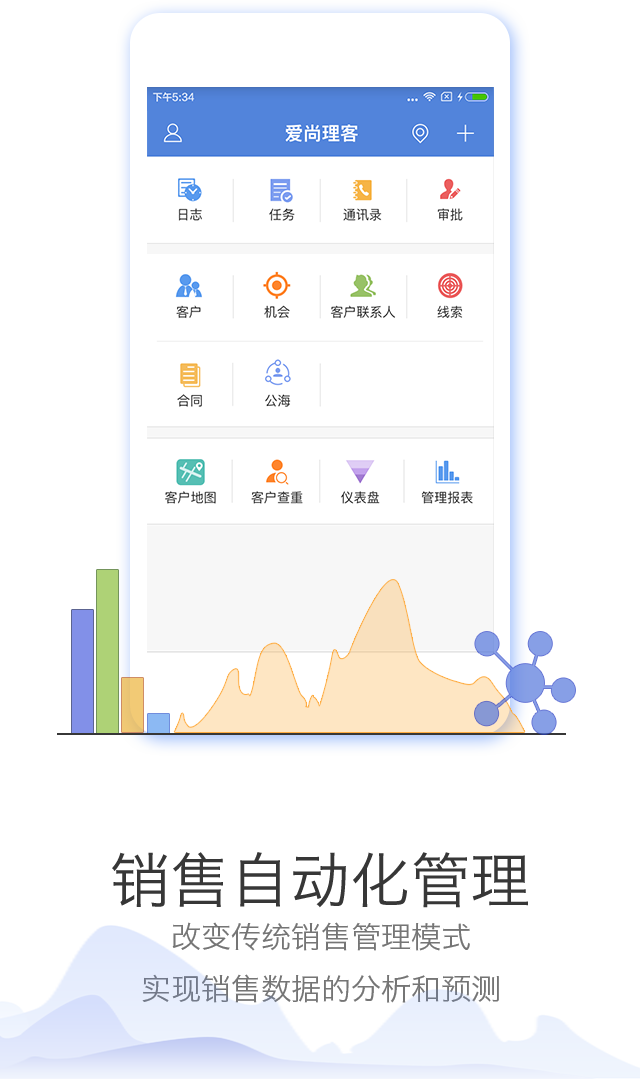 下午5:34
爱尚理客
日志 任务 通讯录 审批
客户 机会 客户联系人 线索
合同 公海
客户地图 客户查重 仪表盘 管理报表
销售自动化管理
改变传统销售管理模式
实现销售数据的分析和预测